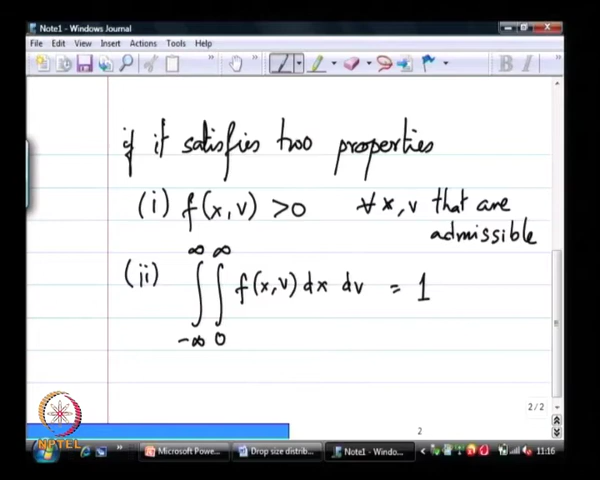 Note1 - Windows Journal
File Edit View Insert Actions Tools Help
B I
if it satisfies two properties
(i) f(x,v) >0 ∀ x,v that are
admissible
(ii) ∞ ∞
∫ ∫ f(x,v) dx dv = 1
-∞ 0
2/2
2
NPTEL
Microsoft Powe...
Drop size distrib...
Note1 - Windo...
11:16